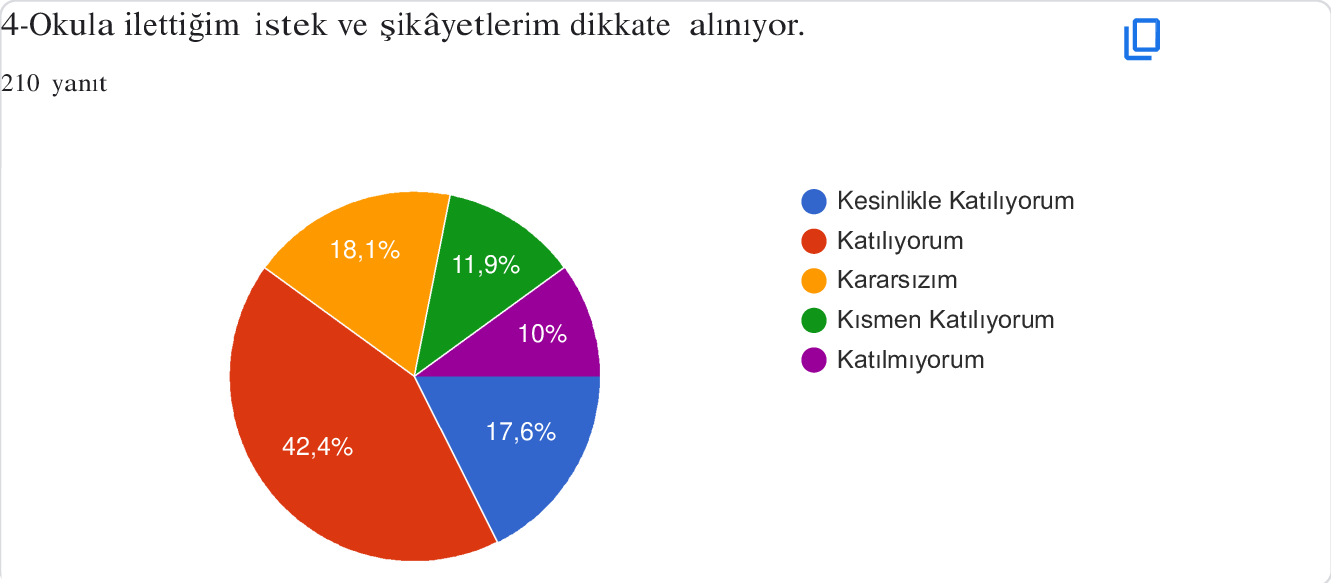 4-Okula ilettiğim istek ve şikâyetlerim dikkate alınıyor.
210 yanıt
Kesinlikle Katılıyorum
Katılıyorum
Kararsızım
Kısmen Katılıyorum
Katılmıyorum
18,1%
11,9%
10%
17,6%
42,4%